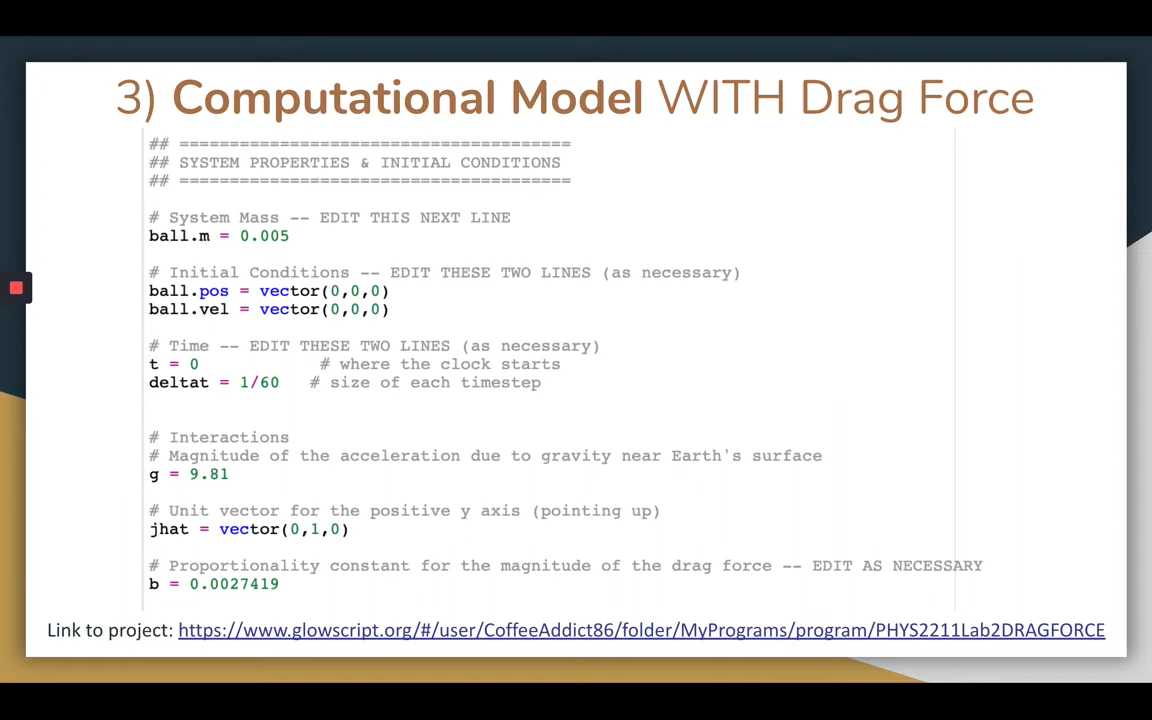 3) Computational Model WITH Drag Force
## =======================================
## SYSTEM PROPERTIES & INITIAL CONDITIONS
## =======================================
# System Mass -- EDIT THIS NEXT LINE
ball.m = 0.005
# Initial Conditions -- EDIT THESE TWO LINES (as necessary)
ball.pos = vector(0,0,0)
ball.vel = vector(0,0,0)
# Time -- EDIT THESE TWO LINES (as necessary)
t = 0            # where the clock starts
deltat = 1/60   # size of each timestep
# Interactions
# Magnitude of the acceleration due to gravity near Earth's surface
g = 9.81
# Unit vector for the positive y axis (pointing up)
jhat = vector(0,1,0)
# Proportionality constant for the magnitude of the drag force -- EDIT AS NECESSARY
b = 0.0027419
Link to project: https://www.glowscript.org/#/user/CoffeeAddict86/folder/MyPrograms/program/PHYS2211Lab2DRAGFORCE